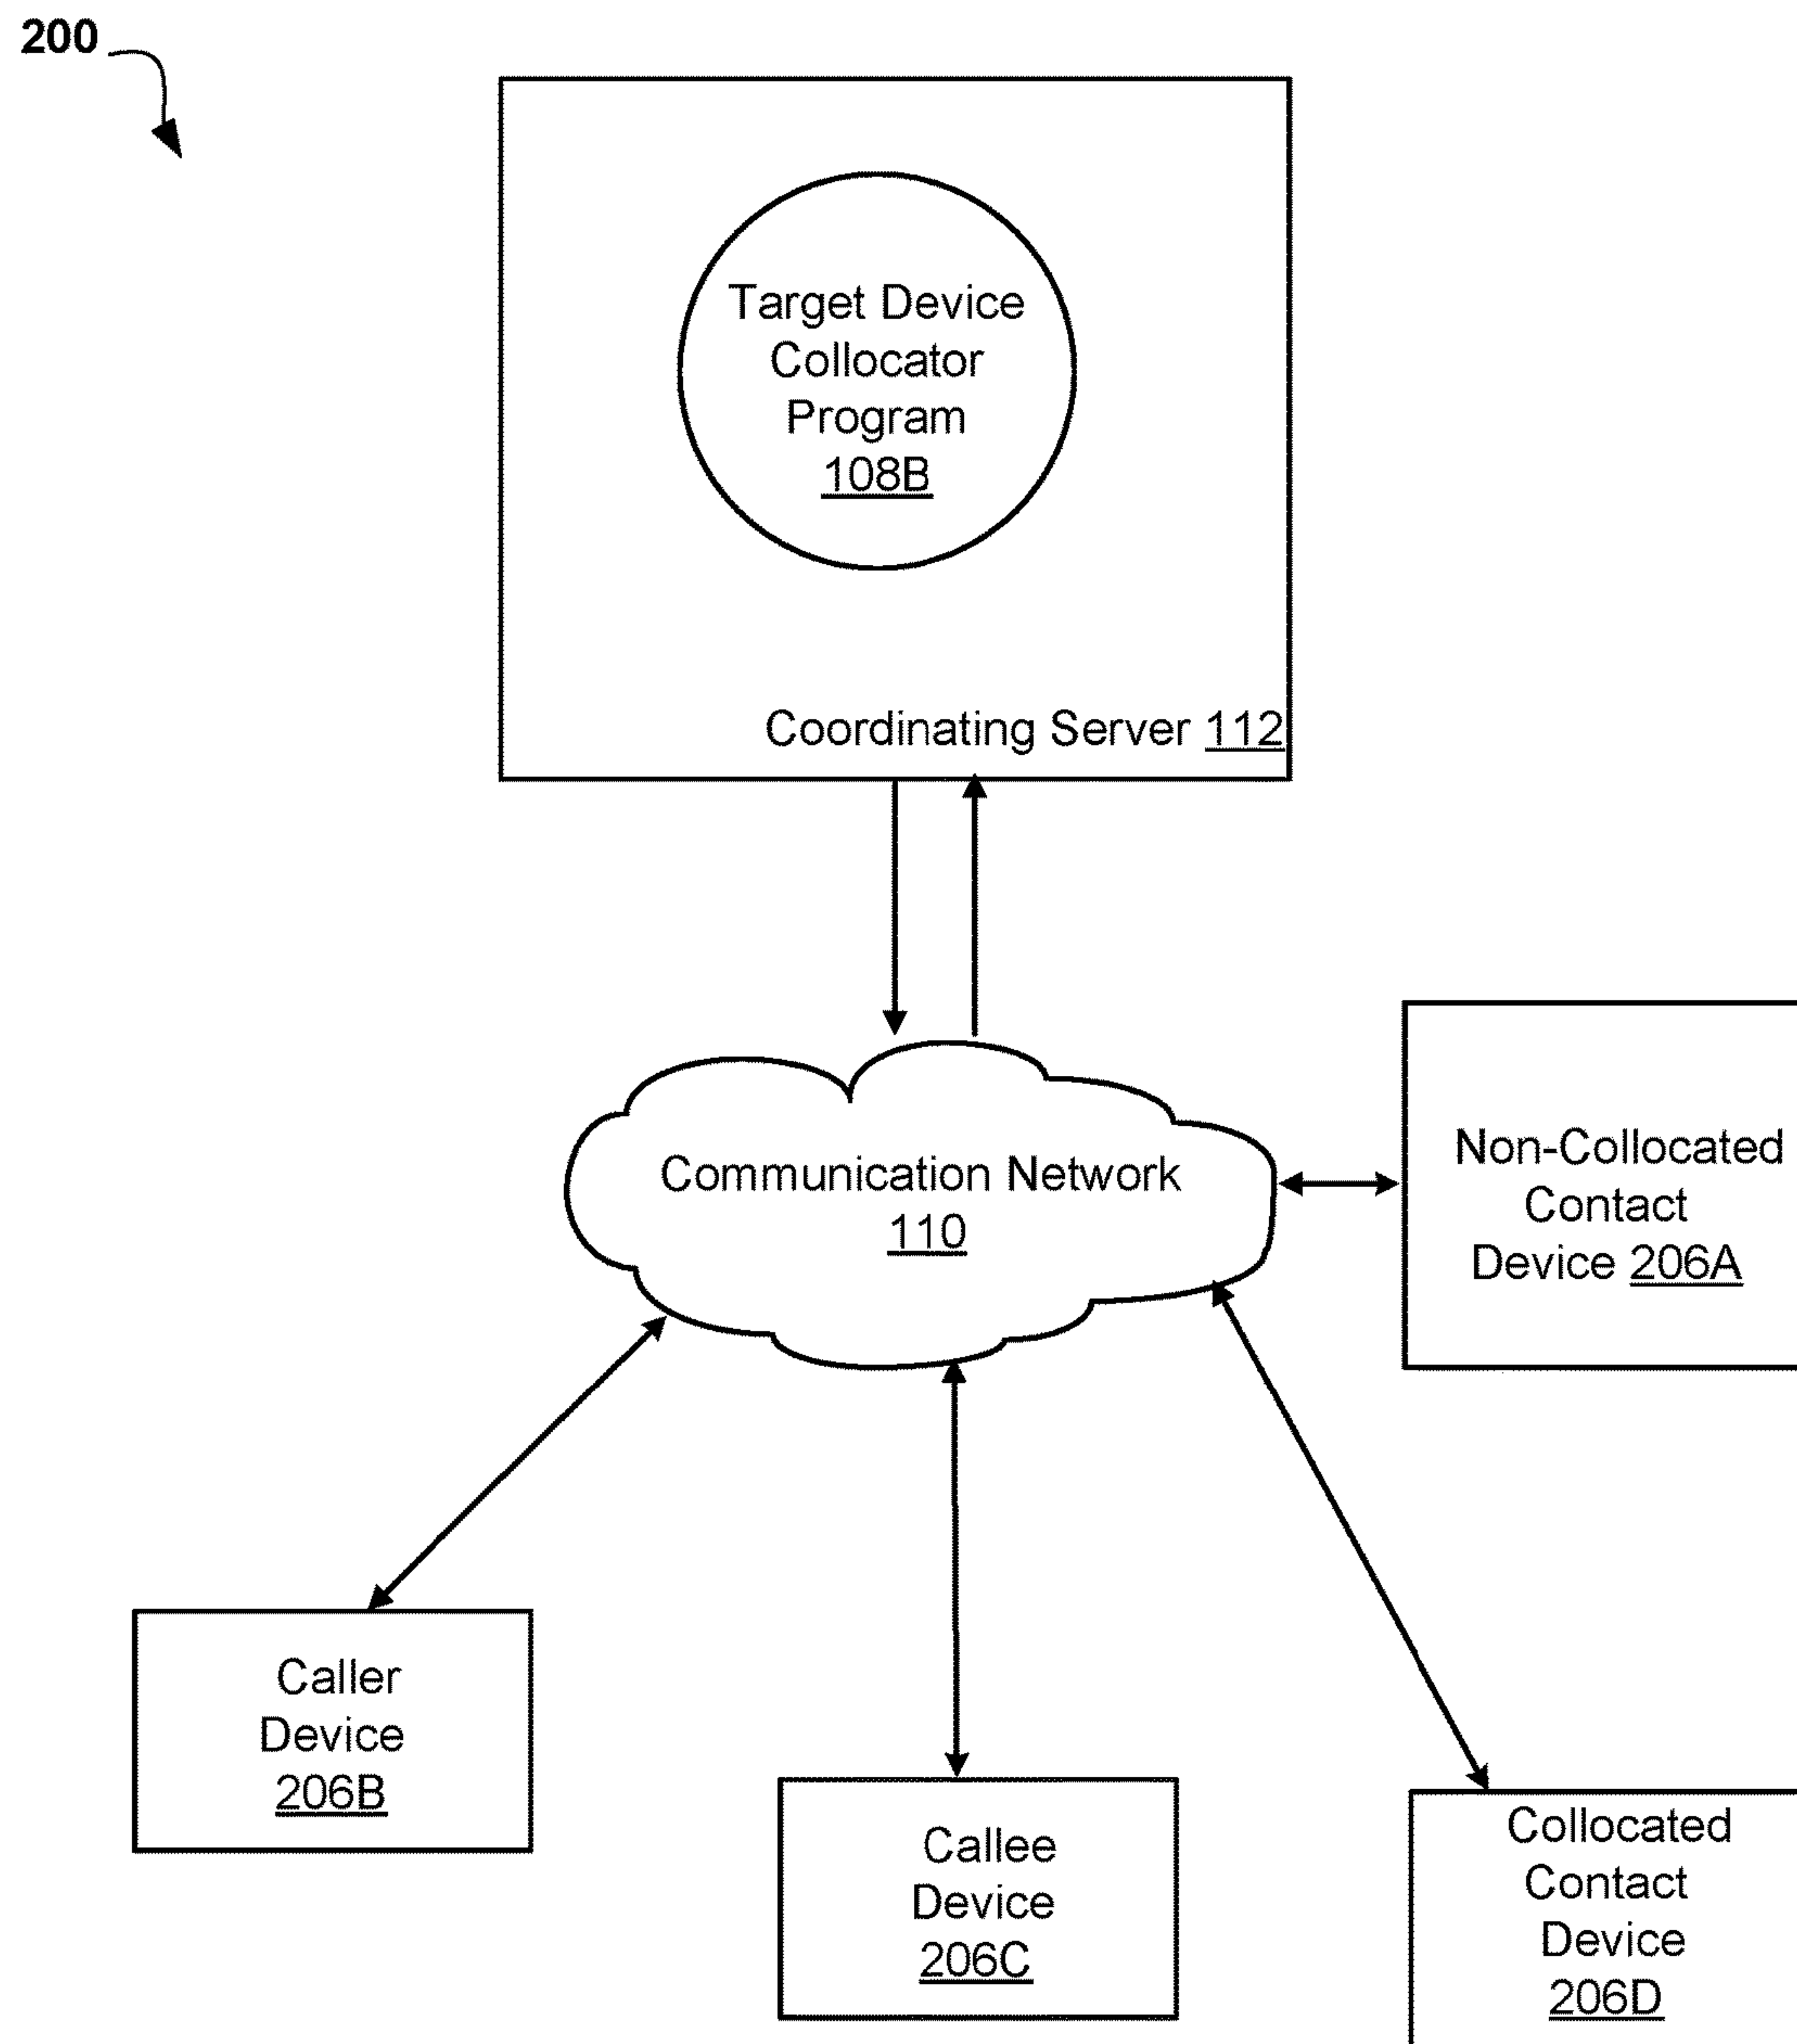 200
Target Device
Collocator
Program
108B
Coordinating Server 112
Communication Network
110
Non-Collocated
Contact
Device 206A
Caller
Device
206B
Callee
Device
206C
Collocated
Contact
Device
206D